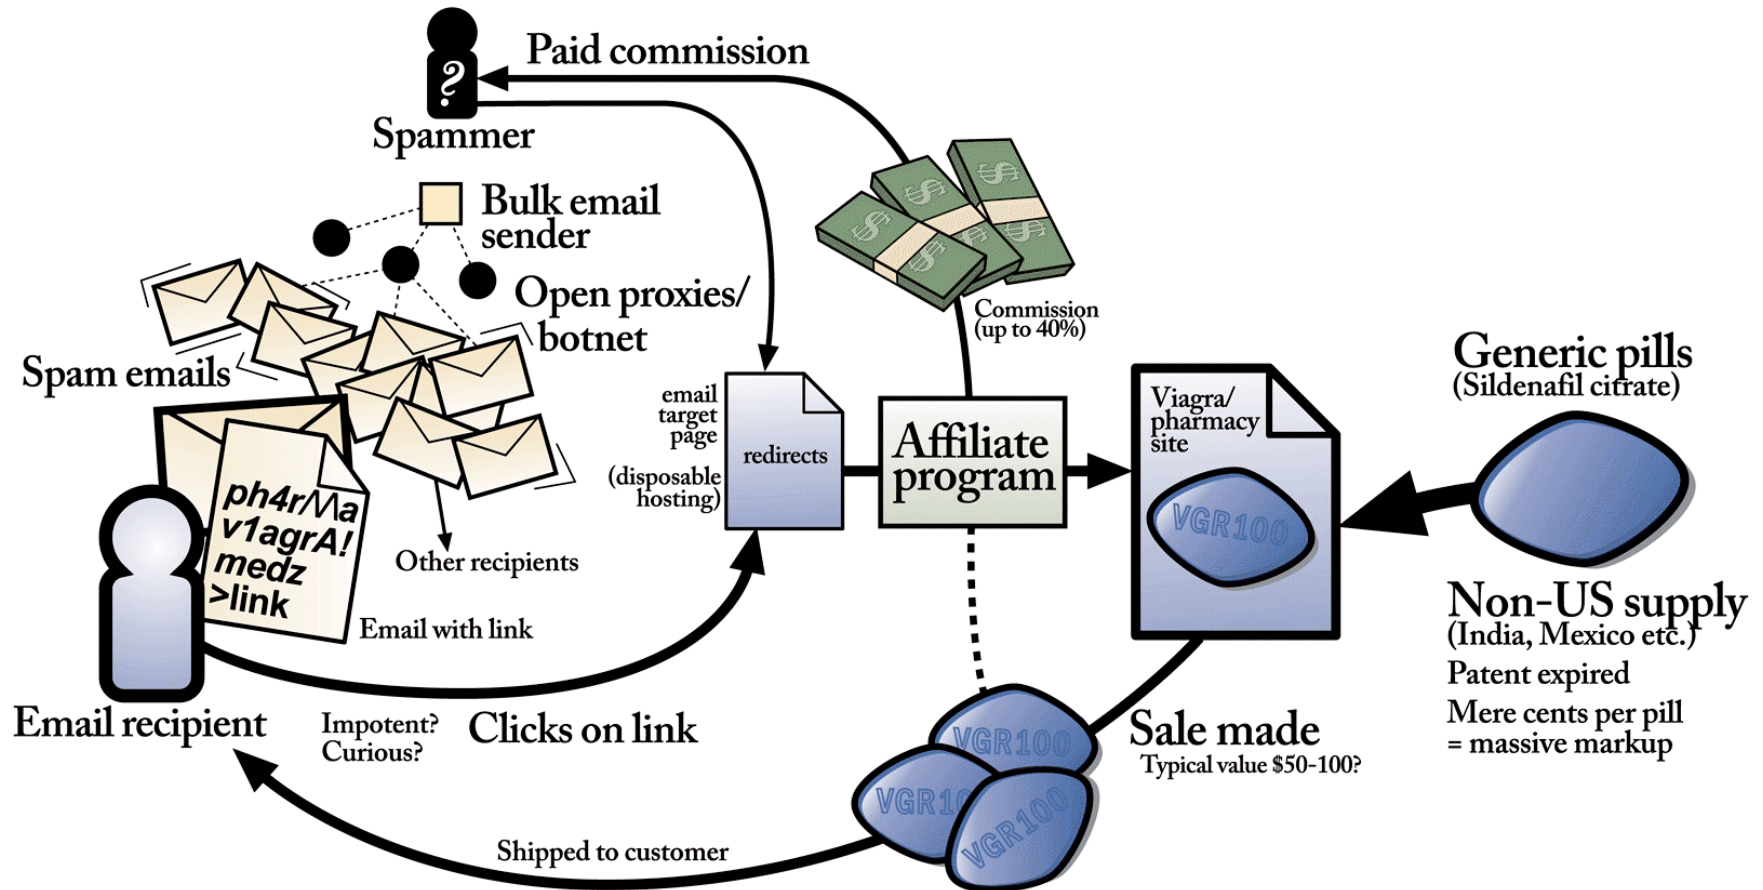 Paid commission
?
Spammer
Bulk email
sender
Open proxies/
botnet
Spam emails
$
$
$
$
$
Commission
(up to 40%)
email
target
page
(disposable
hosting)
redirects
Affiliate
program
Viagra/
pharmacy
site
VGR100
Generic pills
(Sildenafil citrate)
Non-US supply
(India, Mexico etc.)
Patent expired
Mere cents per pill
= massive markup
ph4r/\/\a
v1agrA!
medz
>link
Other recipients
Email with link
Email recipient
Impotent?
Curious?
Clicks on link
Sale made
Typical value $50-100?
VGR100
VGR10
VGR100
Shipped to customer